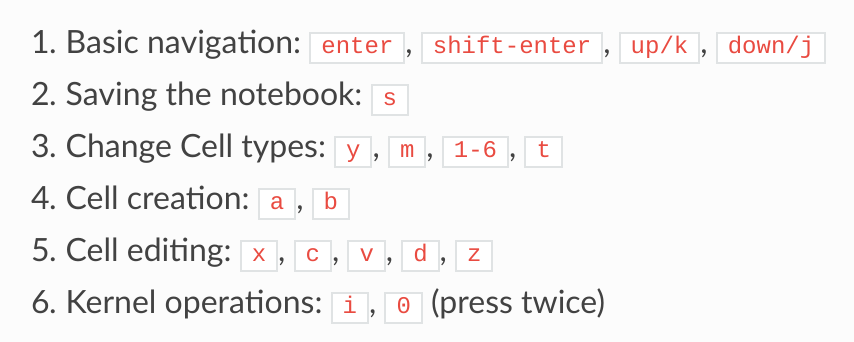 1. Basic navigation: enter, shift-enter, up/k, down/j
2. Saving the notebook: s
3. Change Cell types: y, m, 1-6, t
4. Cell creation: a, b
5. Cell editing: x, c, v, d, z
6. Kernel operations: i, 0 (press twice)